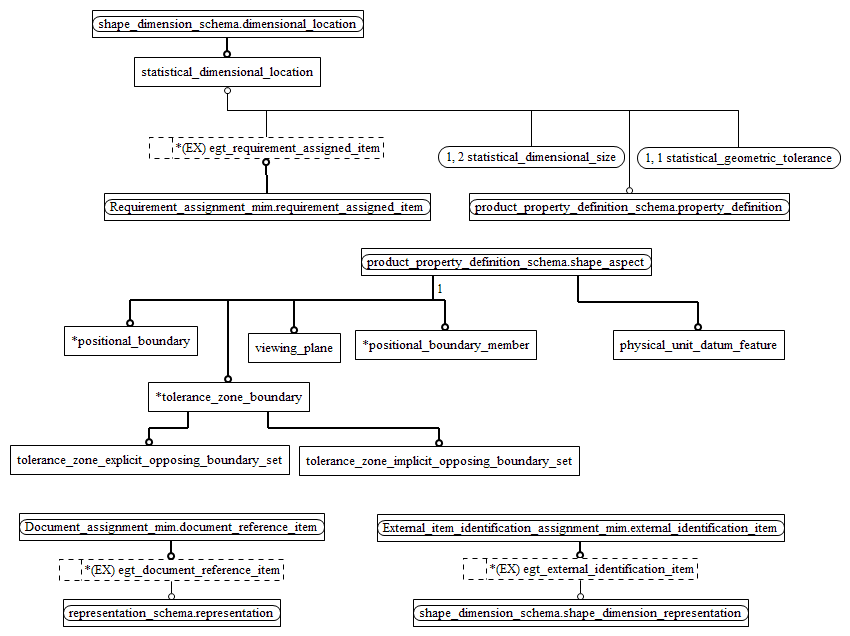 shape_dimension_schema.dimensional_location
statistical_dimensional_location
*(EX) egt_requirement_assigned_item
1, 2 statistical_dimensional_size
1, 1 statistical_geometric_tolerance
Requirement_assignment_mim.requirement_assigned_item
product_property_definition_schema.property_definition
product_property_definition_schema.shape_aspect
1
*positional_boundary
viewing_plane
*positional_boundary_member
physical_unit_datum_feature
*tolerance_zone_boundary
tolerance_zone_explicit_opposing_boundary_set
tolerance_zone_implicit_opposing_boundary_set
Document_assignment_mim.document_reference_item
External_item_identification_assignment_mim.external_identification_item
*(EX) egt_document_reference_item
*(EX) egt_external_identification_item
representation_schema.representation
shape_dimension_schema.shape_dimension_representation